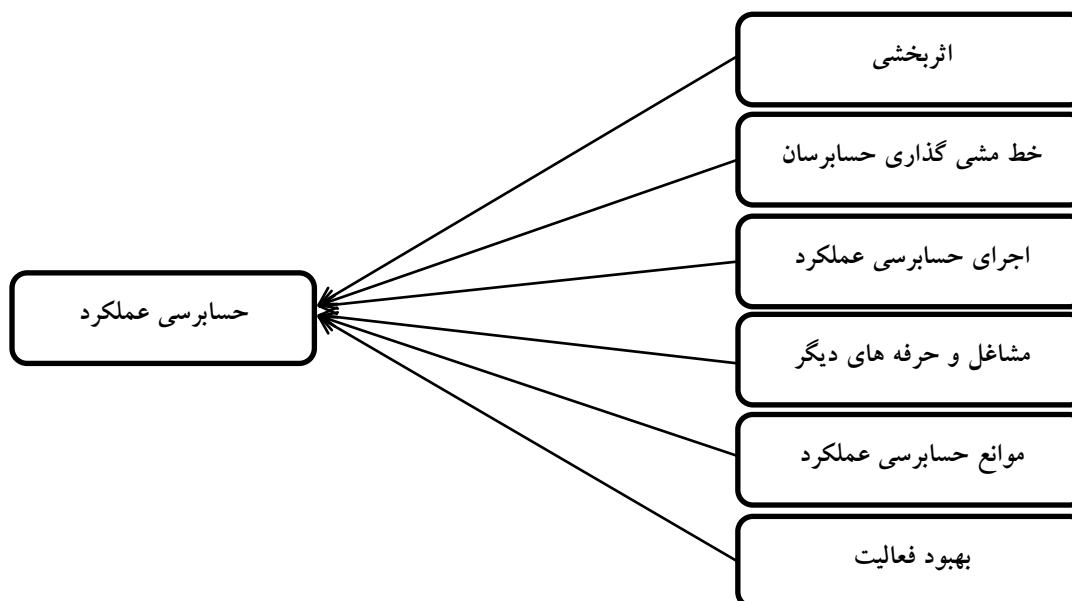 اثربخشی
خط مشی گذاری حسابرسان
اجرای حسابرسی عملکرد
حسابرسی عملکرد
مشاغل و حرفه های دیگر
موانع حسابرسی عملکرد
بهبود فعالیت